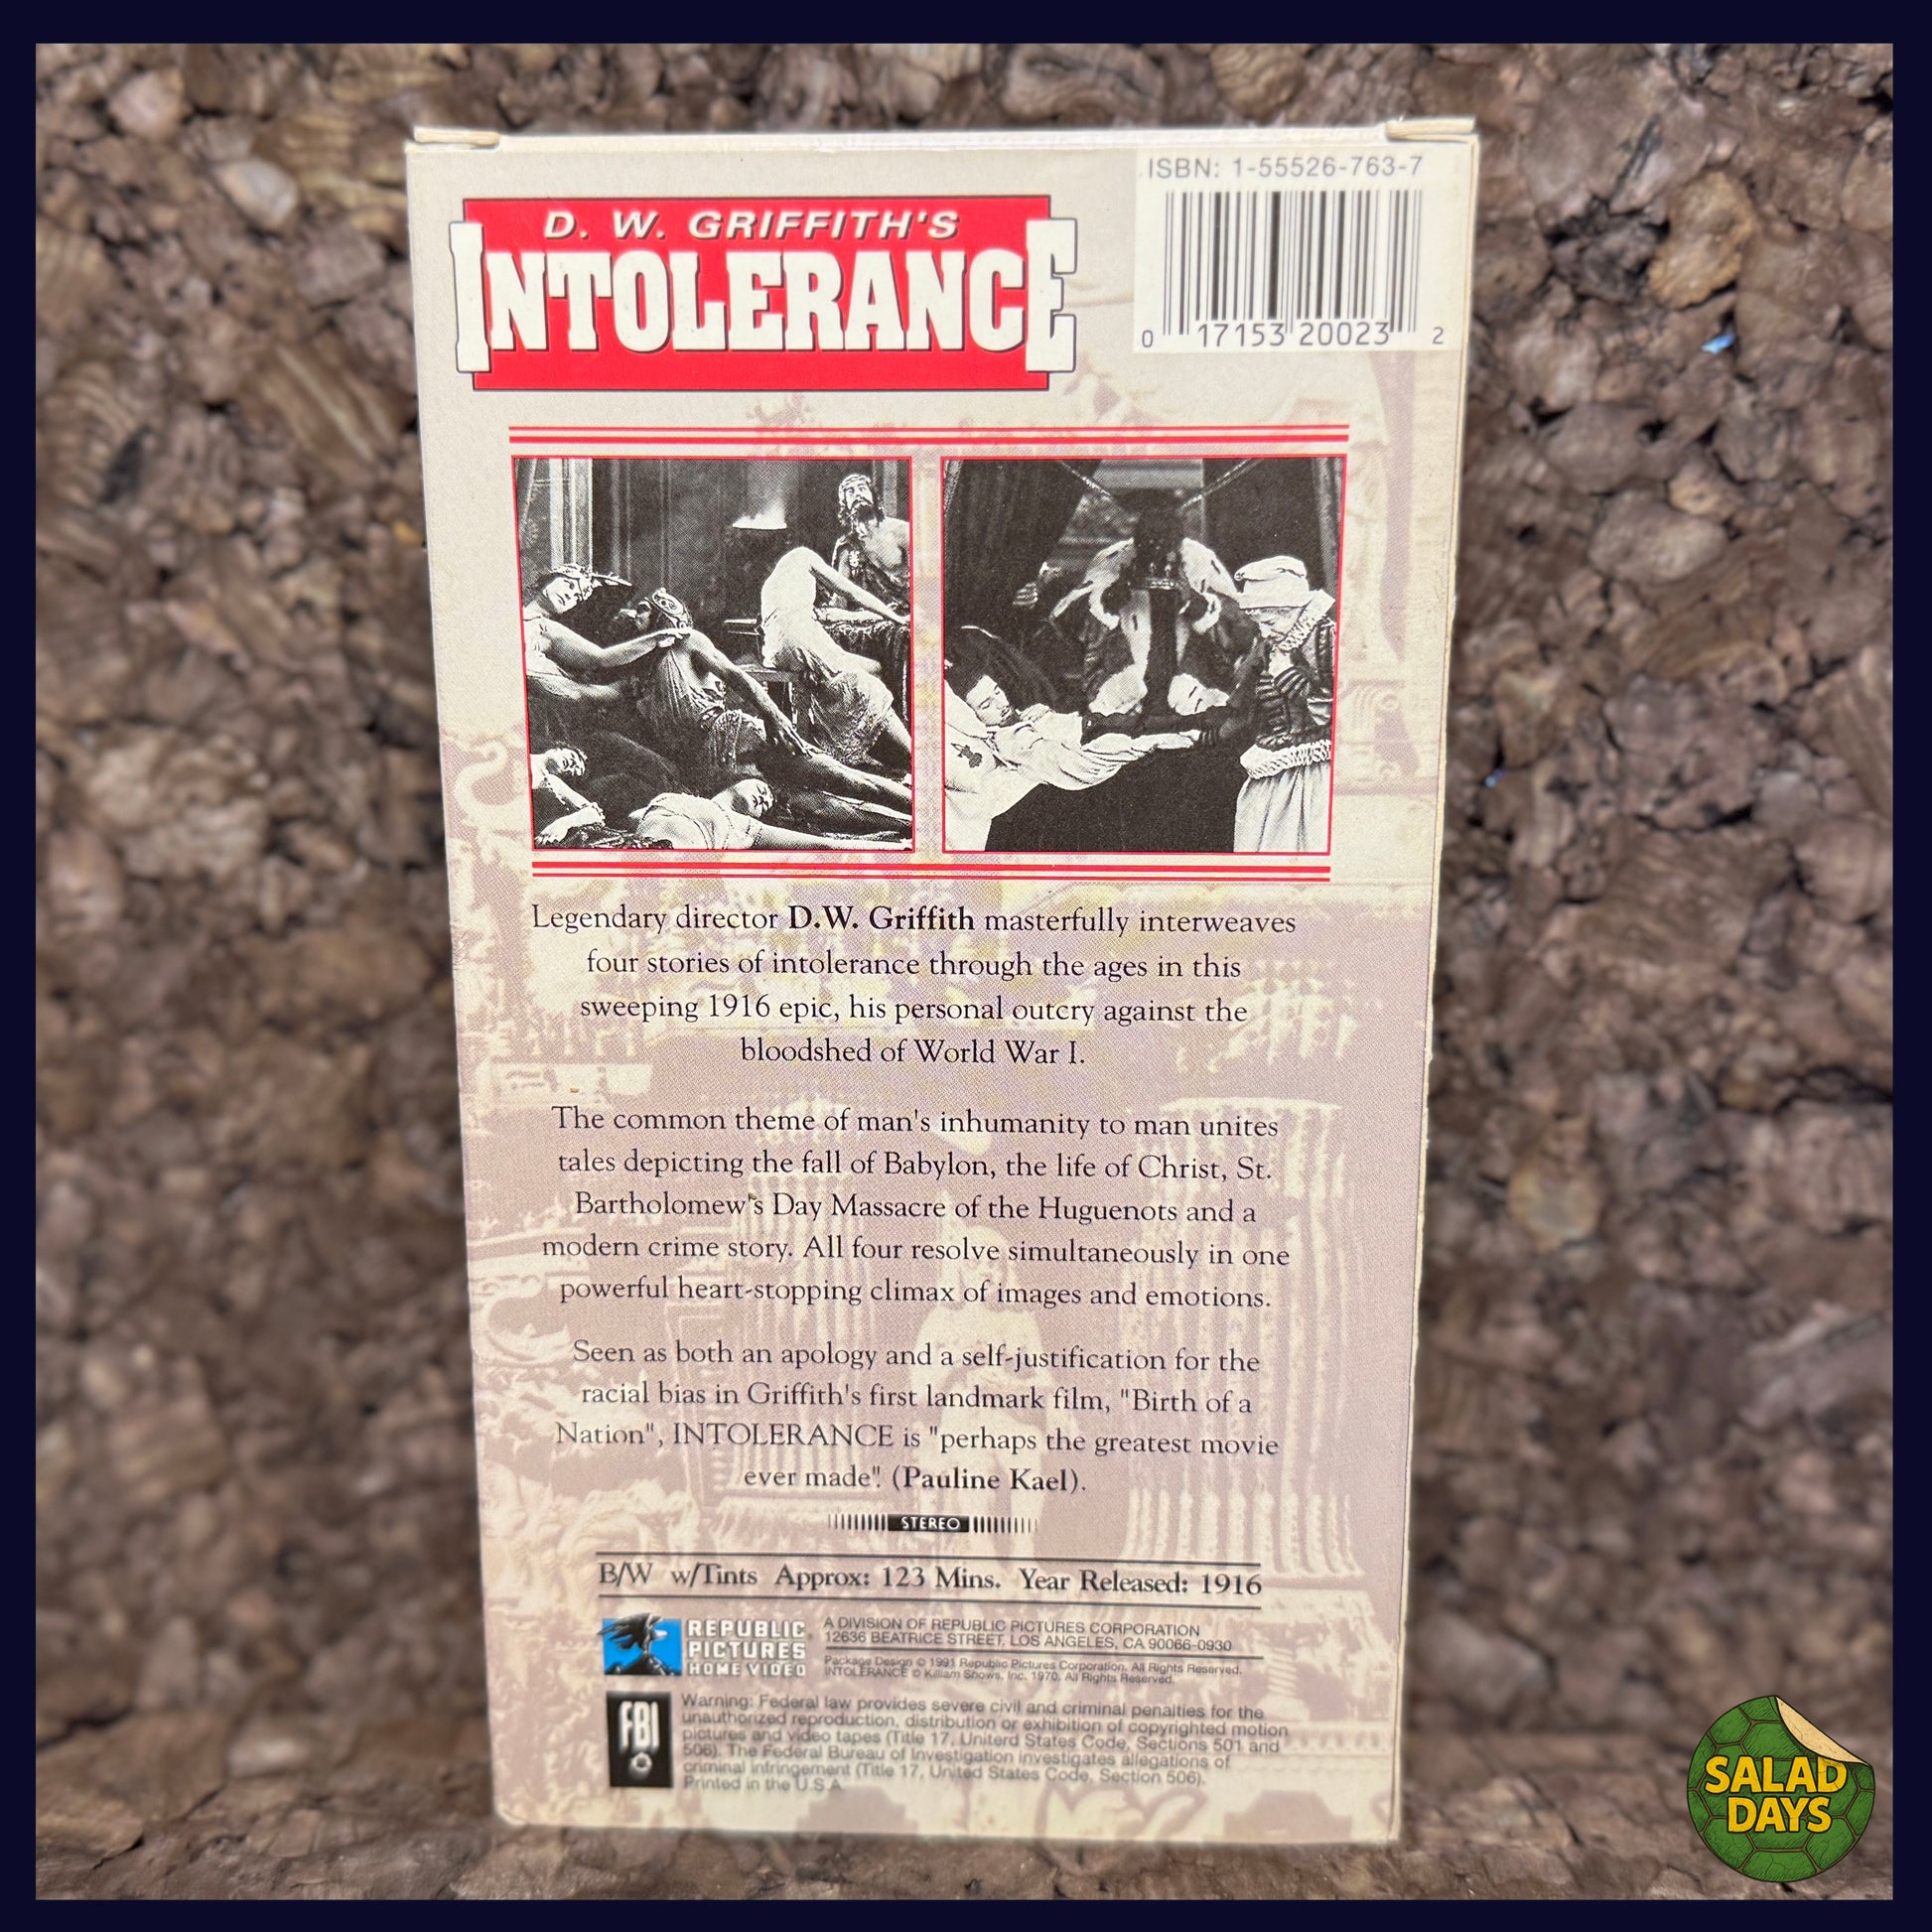 ISBN: 1-55526-763-7
D. W. GRIFFITH'S
INTOLERANCE
0 17153 20023 2
Legendary director D.W. Griffith masterfully interweaves
four stories of intolerance through the ages in this
sweeping 1916 epic, his personal outcry against the
bloodshed of World War I.
The common theme of man's inhumanity to man unites
tales depicting the fall of Babylon, the life of Christ, St.
Bartholomew's Day Massacre of the Huguenots and a
modern crime story. All four resolve simultaneously in one
powerful heart-stopping climax of images and emotions.
Seen as both an apology and a self-justification for the
racial bias in Griffith's first landmark film, "Birth of a
Nation", INTOLERANCE is "perhaps the greatest movie
ever made". (Pauline Kael).
STEREO
B/W w/Tints Approx: 123 Mins. Year Released: 1916
REPUBLIC
PICTURES
HOME VIDEO
A DIVISION OF REPUBLIC PICTURES CORPORATION
12636 BEATRICE STREET, LOS ANGELES, CA 90066-0930
Package Design © 1991 Republic Pictures Corporation. All Rights Reserved.
INTOLERANCE © Killiam Shows, Inc. 1970. All Rights Reserved.
FBI
Warning: Federal law provides severe civil and criminal penalties for the
unauthorized reproduction, distribution or exhibition of copyrighted motion
pictures and video tapes (Title 17, Uniterd States Code, Sections 501 and
506). The Federal Bureau of Investigation investigates allegations of
criminal infringement (Title 17, United States Code, Section 506).
Printed in the U.S.A.
SALAD
DAYS